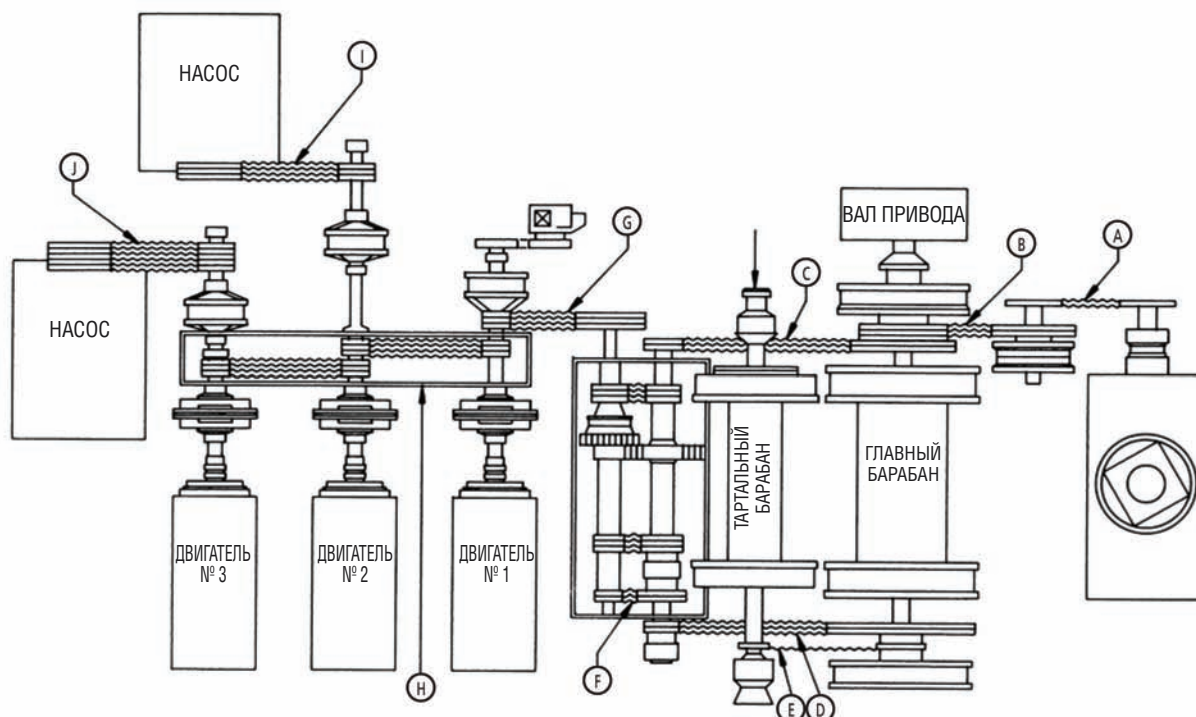 НАСОС
I
J
G
ВАЛ ПРИВОДА
B
A
C
НАСОС
ТАРТАЛЬНЫЙ
БАРАБАН
ГЛАВНЫЙ
БАРАБАН
ДВИГАТЕЛЬ
№ 3
ДВИГАТЕЛЬ
№ 2
ДВИГАТЕЛЬ
№ 1
H
F
E
D